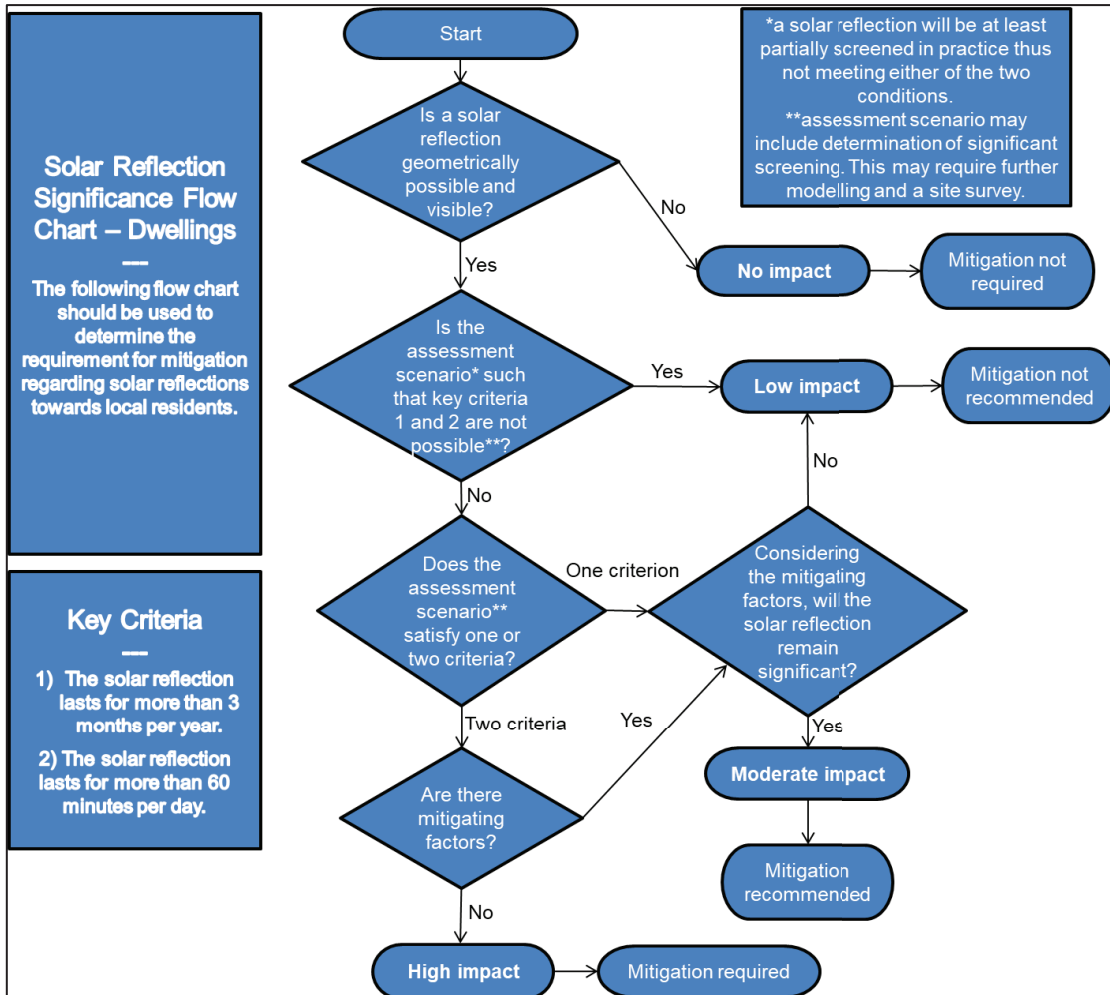 Solar Reflection
Significance Flow
Chart – Dwellings
---
The following flow chart
should be used to
determine the
requirement for mitigation
regarding solar reflections
towards local residents.
Key Criteria
---
1) The solar reflection
lasts for more than 3
months per year.
2) The solar reflection
lasts for more than 60
minutes per day.
Start
*a solar reflection will be at least
partially screened in practice thus
not meeting either of the two
conditions.
**assessment scenario may
include determination of significant
screening. This may require further
modelling and a site survey.
Is a solar
reflection
geometrically
possible and
visible?
No
No impact
Mitigation not
required
Yes
Is the
assessment
scenario* such
that key criteria
1 and 2 are not
possible**?
Yes
Low impact
Mitigation not
recommended
No
No
Does the
assessment
scenario**
satisfy one or
two criteria?
One criterion
Considering
the mitigating
factors, will the
solar reflection
remain
significant?
Two criteria
Yes
Yes
Are there
mitigating
factors?
Moderate impact
Mitigation
recommended
No
High impact
Mitigation required